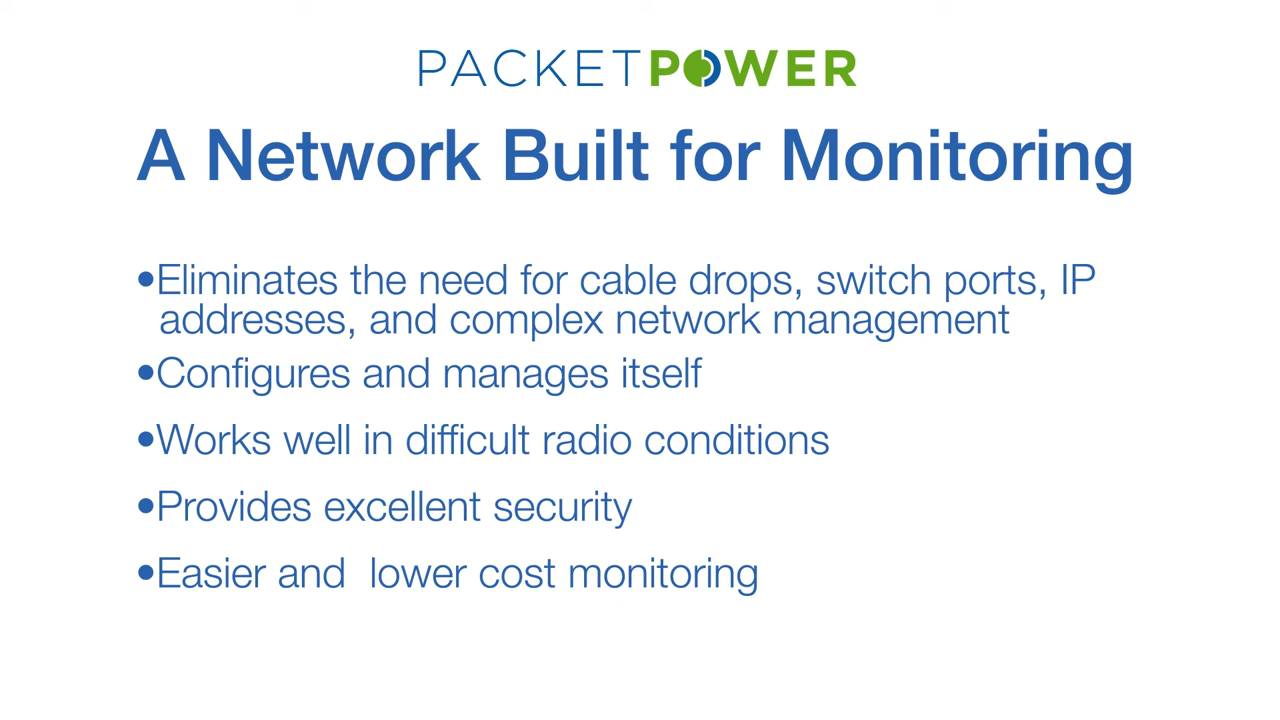 PACKETPOWER
A Network Built for Monitoring
•Eliminates the need for cable drops, switch ports, IP
addresses, and complex network management
•Configures and manages itself
•Works well in difficult radio conditions
•Provides excellent security
•Easier and  lower cost monitoring